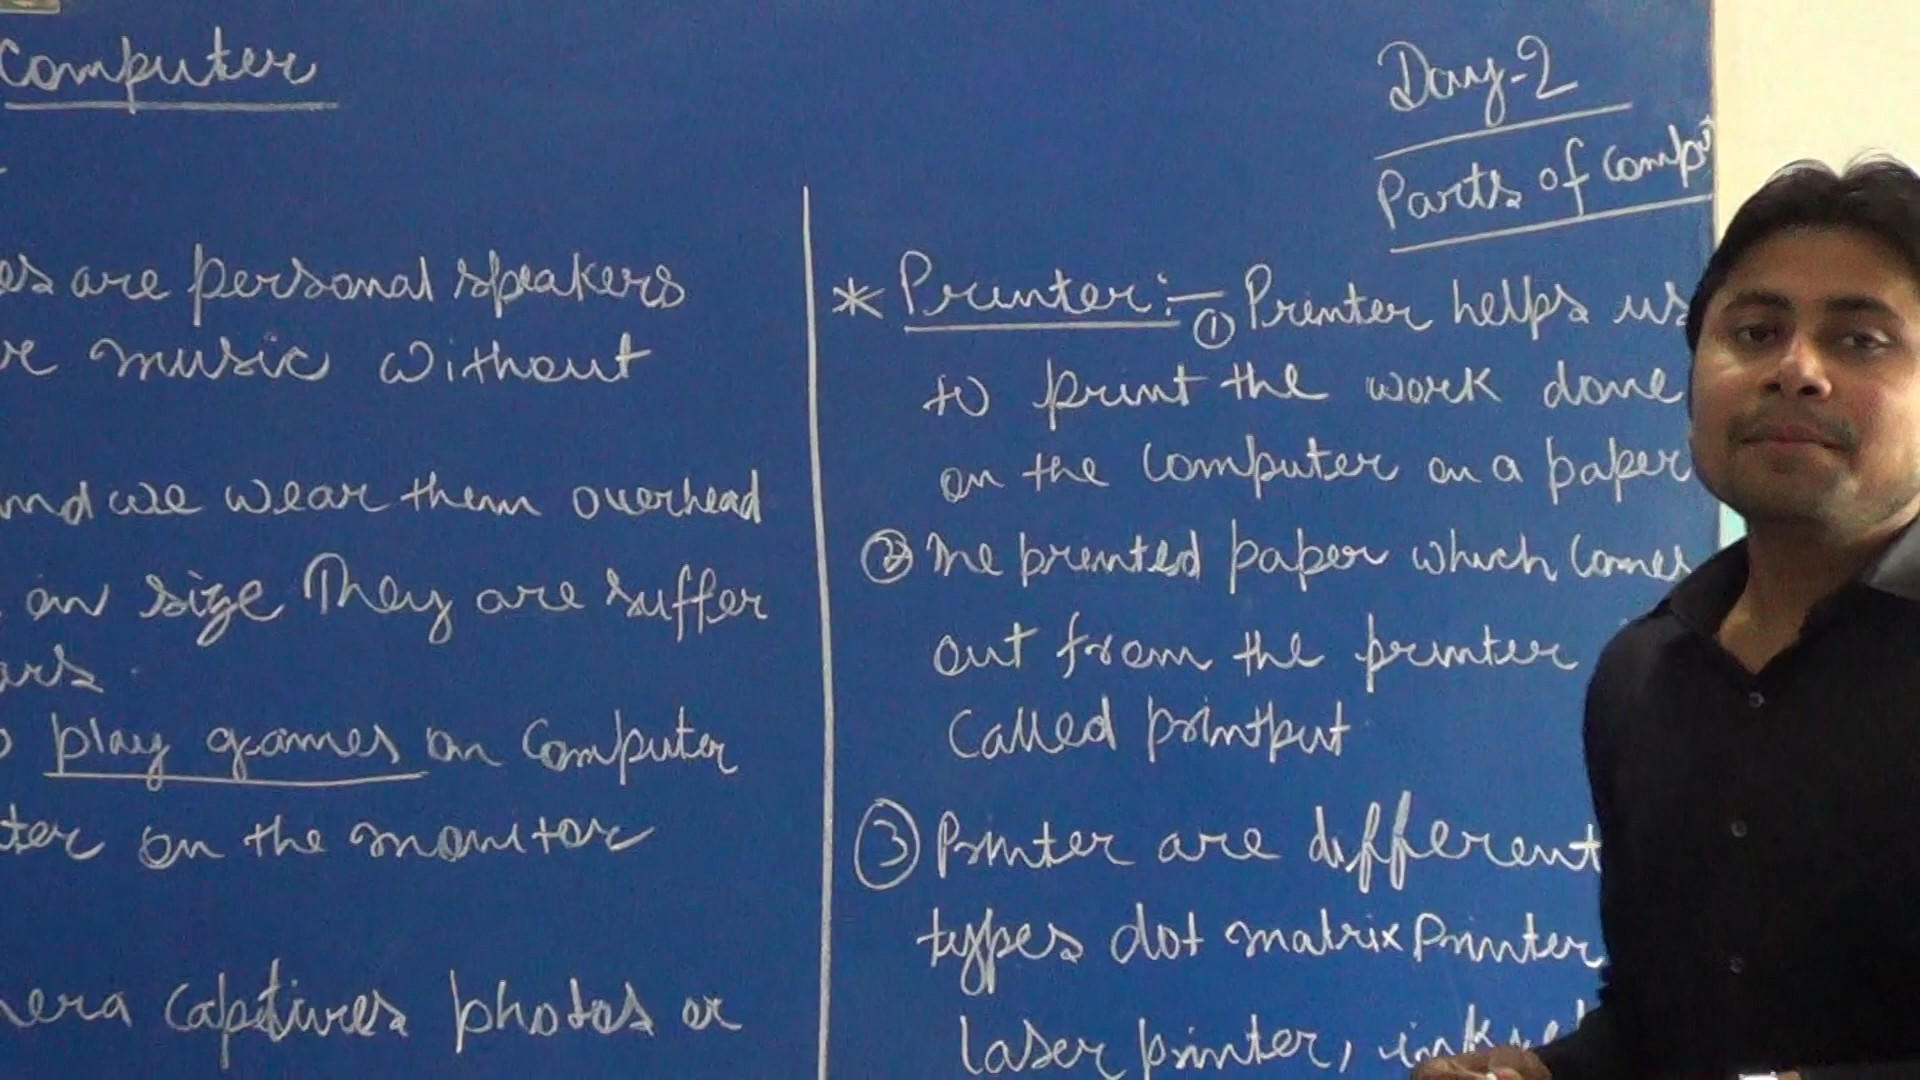 Computer
es are personal speakers
music without
and we wear them overhead
on size They are suffer
ars.
play games on computer
ter on the monitor
era captures photos or
Day-2
Parts of comp
* Printer:- ① Printer helps us
to print the work done
on the computer on a paper
② The printed paper which comes
out from the printer
called printput
③ Printer are different
types dot matrix Printer
laser printer, inkje